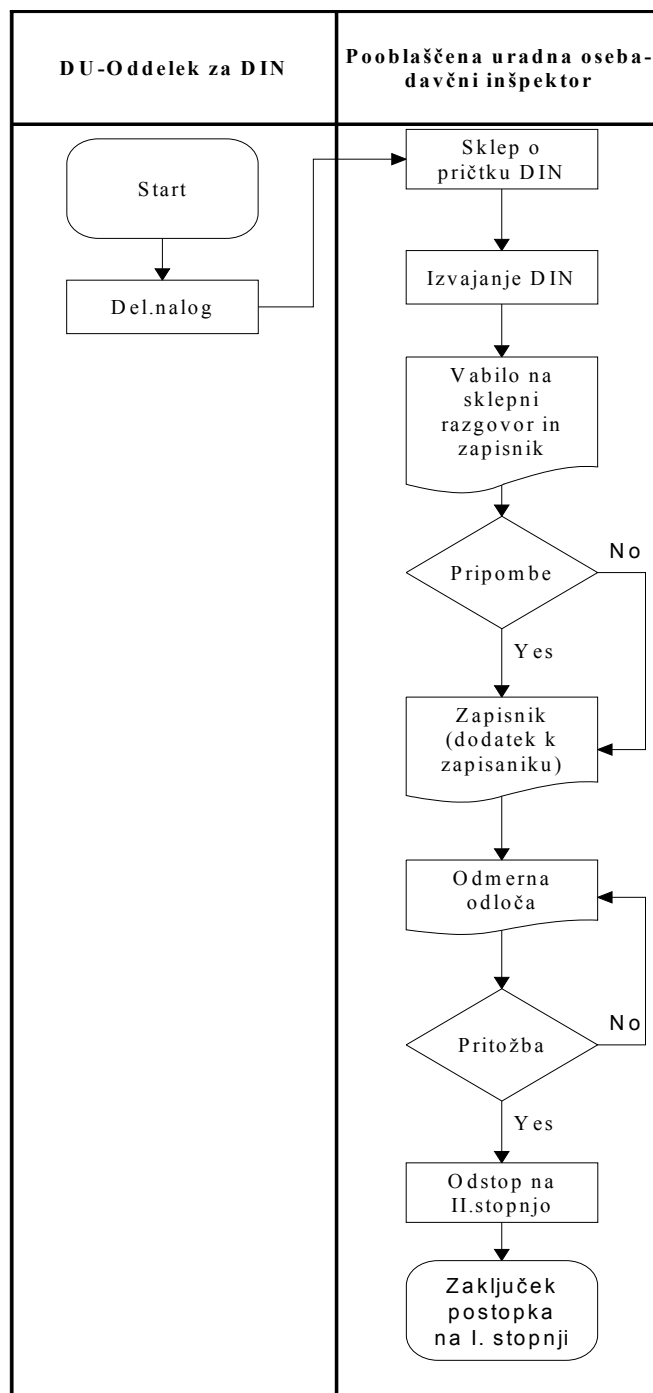 DU-Oddelek za DIN
Pooblaščena uradna oseba-
davčni inšpektor
Start
Del.nalog
Sklep o
pričtku DIN
Izvajanje DIN
Vabilo na
sklepni
razgovor in
zapisnik
Pripombe
No
Yes
Zapisnik
(dodatek k
zapisaniku)
Odmerna
odloča
Pritožba
No
Yes
Odstop na
II.stopnjo
Zaključek
postopka
na I. stopnji